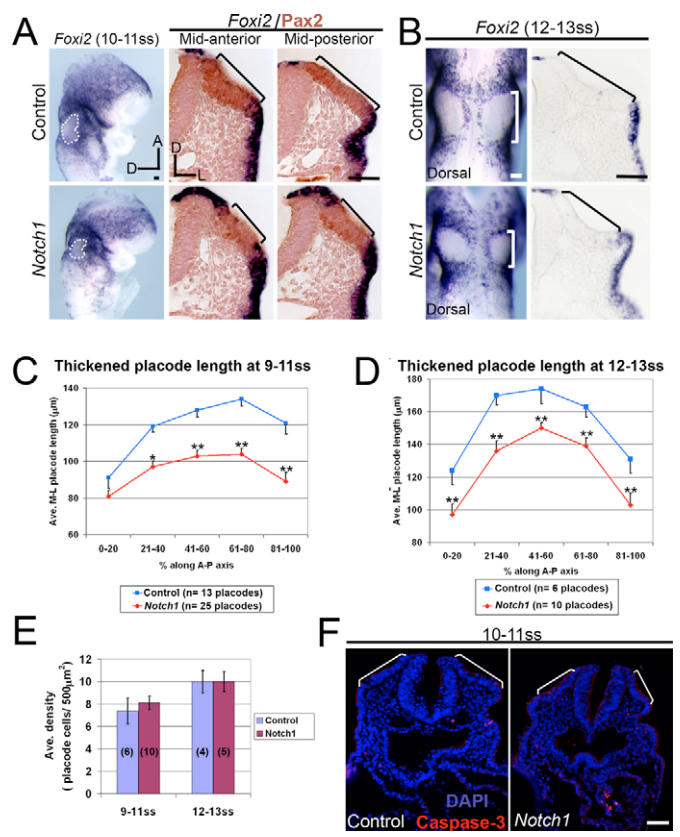 A
B
Foxi2/Pax2
Foxi2 (12-13ss)
Foxi2 (10-11ss)
Mid-anterior
Mid-posterior
Control
D
A
D
L
Control
Dorsal
Notch1
Notch1
Dorsal
C
Thickened placode length at 9-11ss
Ave. M-L placode length (μm)
140
120
100
80
60
0-20
21-40
41-60
61-80
81-100
*
**
**
**
% along A-P axis
Control (n= 13 placodes)
Notch1 (n= 25 placodes)
D
Thickened placode length at 12-13ss
Ave. M-L placode length (μm)
180
160
140
120
100
80
0-20
21-40
41-60
61-80
81-100
**
**
**
**
**
% along A-P axis
Control (n= 6 placodes)
Notch1 (n= 10 placodes)
E
Ave. density
( placode cells/ 500μm²)
14
12
10
8
6
4
2
0
(6)
(10)
(4)
(5)
9-11ss
12-13ss
Control
Notch1
F
10-11ss
DAPI
Control
Caspase-3
Notch1